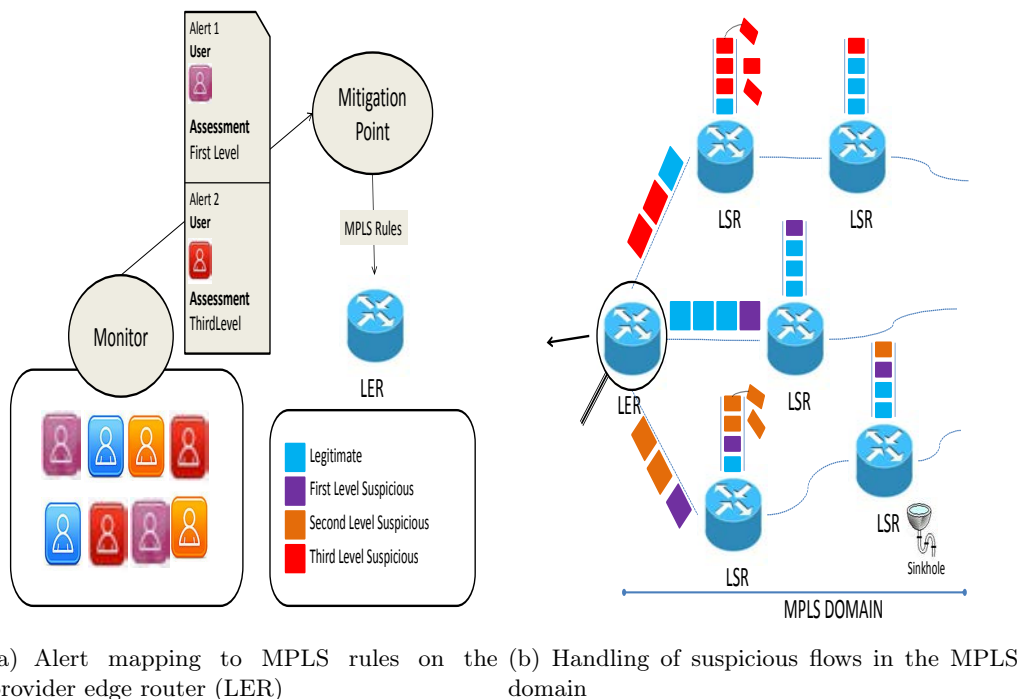 Alert 1
User
Assessment
First Level
Alert 2
User
Assessment
ThirdLevel
Mitigation
Point
MPLS Rules
Monitor
LER
Legitimate
First Level Suspicious
Second Level Suspicious
Third Level Suspicious
LSR
LSR
LSR
LER
LSR
LSR
Sinkhole
MPLS DOMAIN
a) Alert mapping to MPLS rules on the
rovider edge router (LER)
(b) Handling of suspicious flows in the MPLS
domain